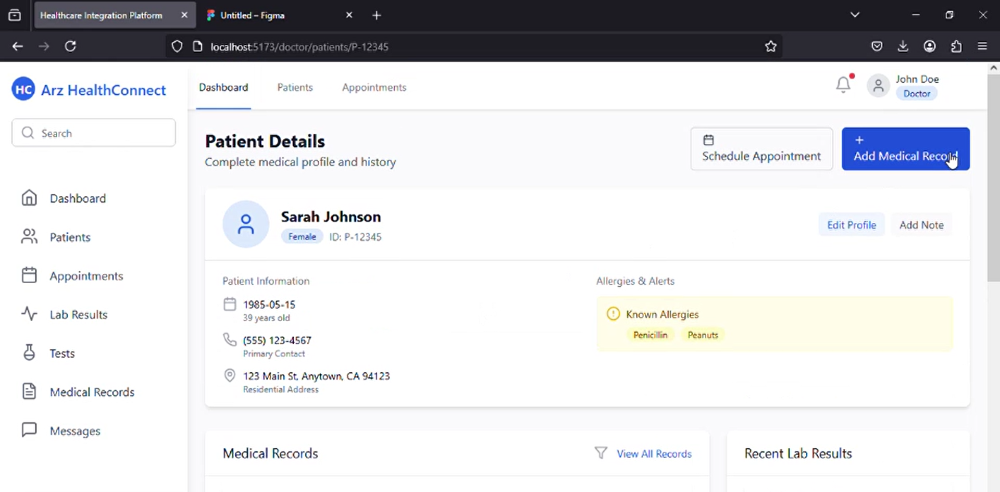 Healthcare Integration Platform
Untitled – Figma
localhost:5173/doctor/patients/P-12345
HC Arz HealthConnect
Search
Dashboard
Patients
Appointments
Lab Results
Tests
Medical Records
Messages
Dashboard Patients Appointments
John Doe
Doctor
Patient Details
Complete medical profile and history
Schedule Appointment
Add Medical Record
Sarah Johnson
Female ID: P-12345
Edit Profile Add Note
Patient Information
1985-05-15
39 years old
(555) 123-4567
Primary Contact
123 Main St, Anytown, CA 94123
Residential Address
Allergies & Alerts
Known Allergies
Penicillin Peanuts
Medical Records
View All Records
Recent Lab Results